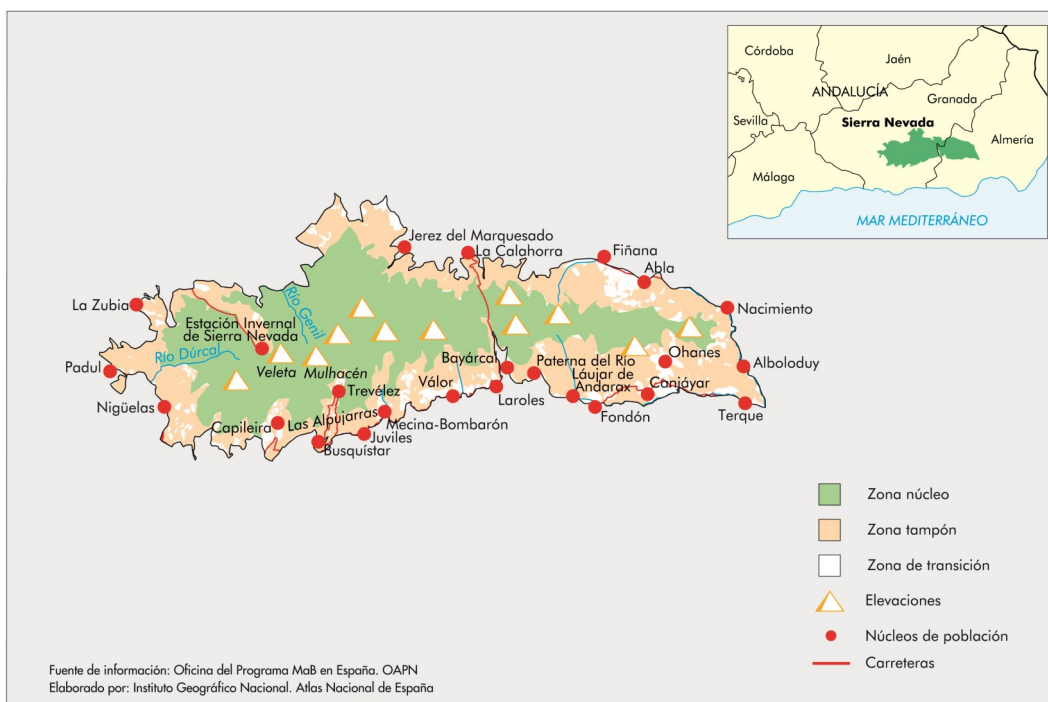 Córdoba
Jaén
ANDALUCÍA
Granada
Sevilla
Sierra Nevada
Almería
Málaga
MAR MEDITERRÁNEO
Jerez del Marquesado
La Calahorra
Fiñana
Abla
La Zubia
Río Genil
Nacimiento
Estación Invernal
de Sierra Nevada
Río Dúrcal
Veleta
Mulhacén
Padul
Bayárcal
Paterna del Río
Ohanes
Alboloduy
Láujar de
Andarax
Trevélez
Válor
Canjáyar
Nigüelas
Laroles
Fondón
Terque
Capileira
Las Alpujarras
Mecina-Bombarón
Juviles
Busquístar
Zona núcleo
Zona tampón
Zona de transición
Elevaciones
Núcleos de población
Carreteras
Fuente de información: Oficina del Programa MaB en España. OAPN
Elaborado por: Instituto Geográfico Nacional. Atlas Nacional de España